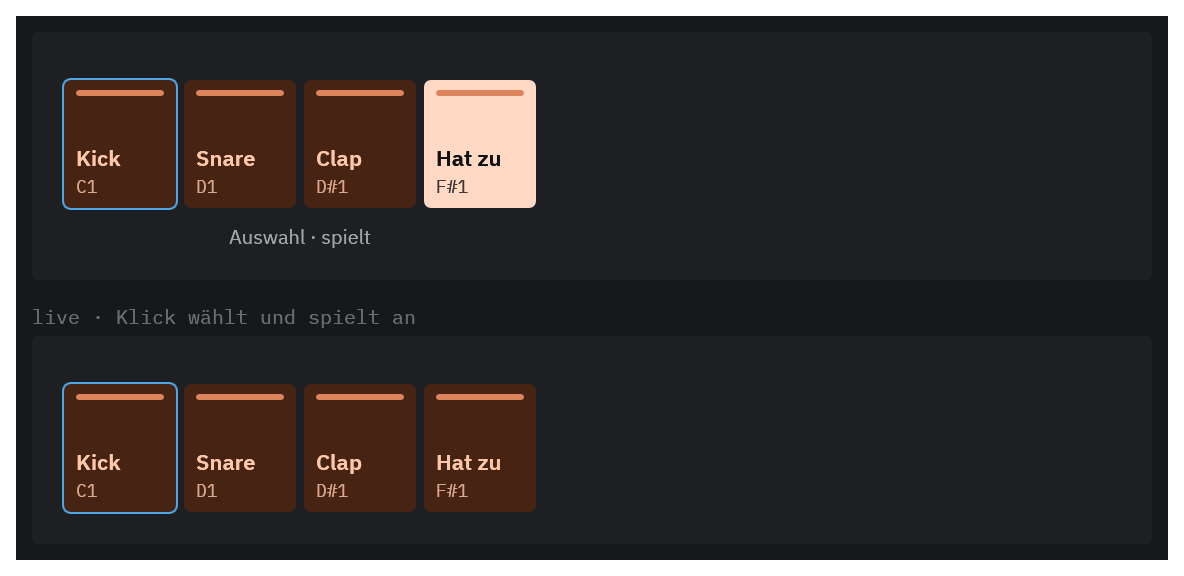 Kick Snare Clap Hat zu
C1 D1 D#1 F#1
Auswahl · spielt
live · Klick wählt und spielt an
Kick Snare Clap Hat zu
C1 D1 D#1 F#1